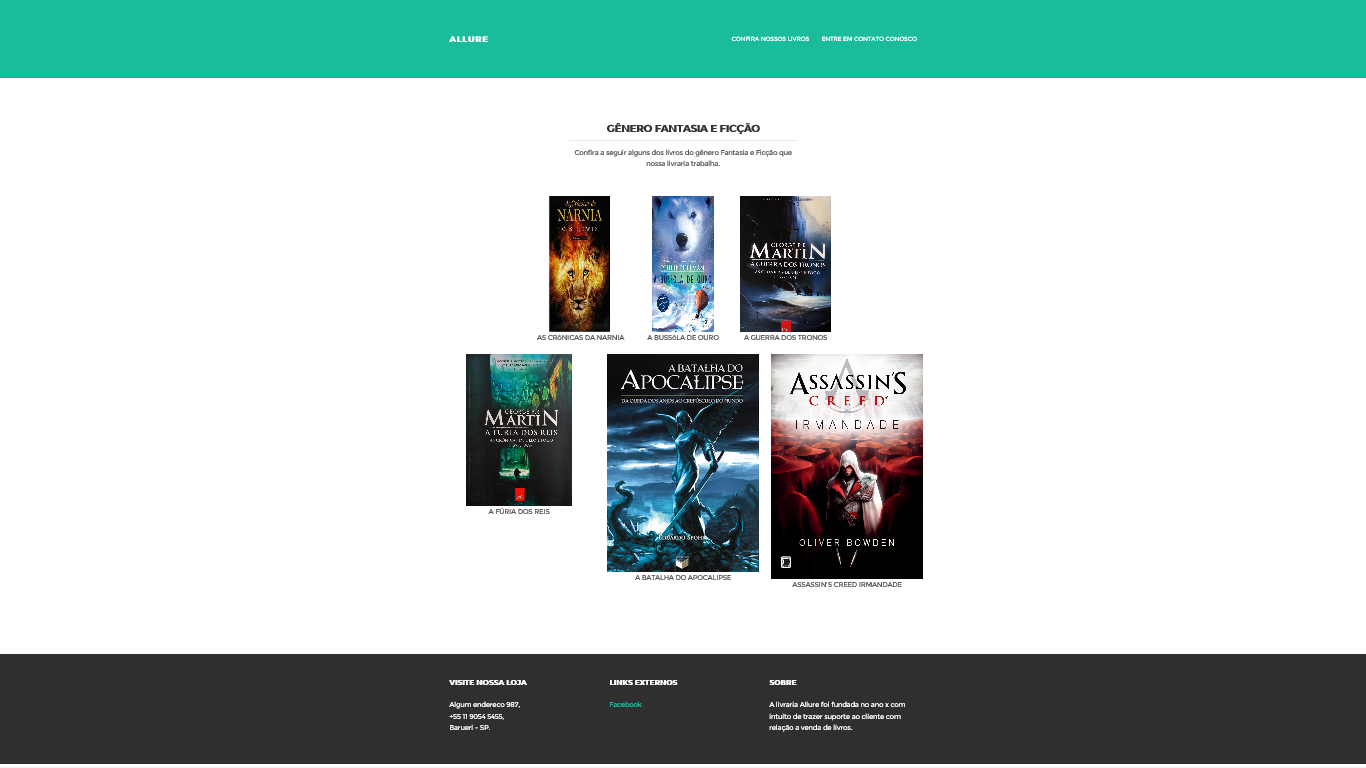 ALLURE
CONFIRA NOSSOS LIVROS
ENTRE EM CONTATO CONOSCO
GÊNERO FANTASIA E FICÇÃO
Confira a seguir alguns dos livros do gênero Fantasia e Ficção que
nossa livraria trabalha.
As Crônicas de
NÁRNIA
C.S. LEWIS
A BÚSSOLA DE OURO
GEORGE R.R.
MARTIN
A GUERRA DOS TRONOS
AS CRÔNICAS DA NARNIA
A BUSSÓLA DE OURO
A GUERRA DOS TRONOS
GEORGE R.R.
MARTIN
A FÚRIA DOS REIS
A BATALHA DO
APOCALIPSE
DA QUEDA DOS ANJOS AO CREPÚSCULO DO MUNDO
EDUARDO SPOHR
ASSASSIN'S
CREED
IRMANDADE
OLIVER BOWDEN
A FÚRIA DOS REIS
A BATALHA DO APOCALIPSE
ASSASSIN'S CREED IRMANDADE
VISITE NOSSA LOJA
Algum endereco 987,
+55 11 9054 5455,
Barueri – SP.
LINKS EXTERNOS
Facebook
SOBRE
A livraria Allure foi fundada no ano x com
intuito de trazer suporte ao cliente com
relação a venda de livros.